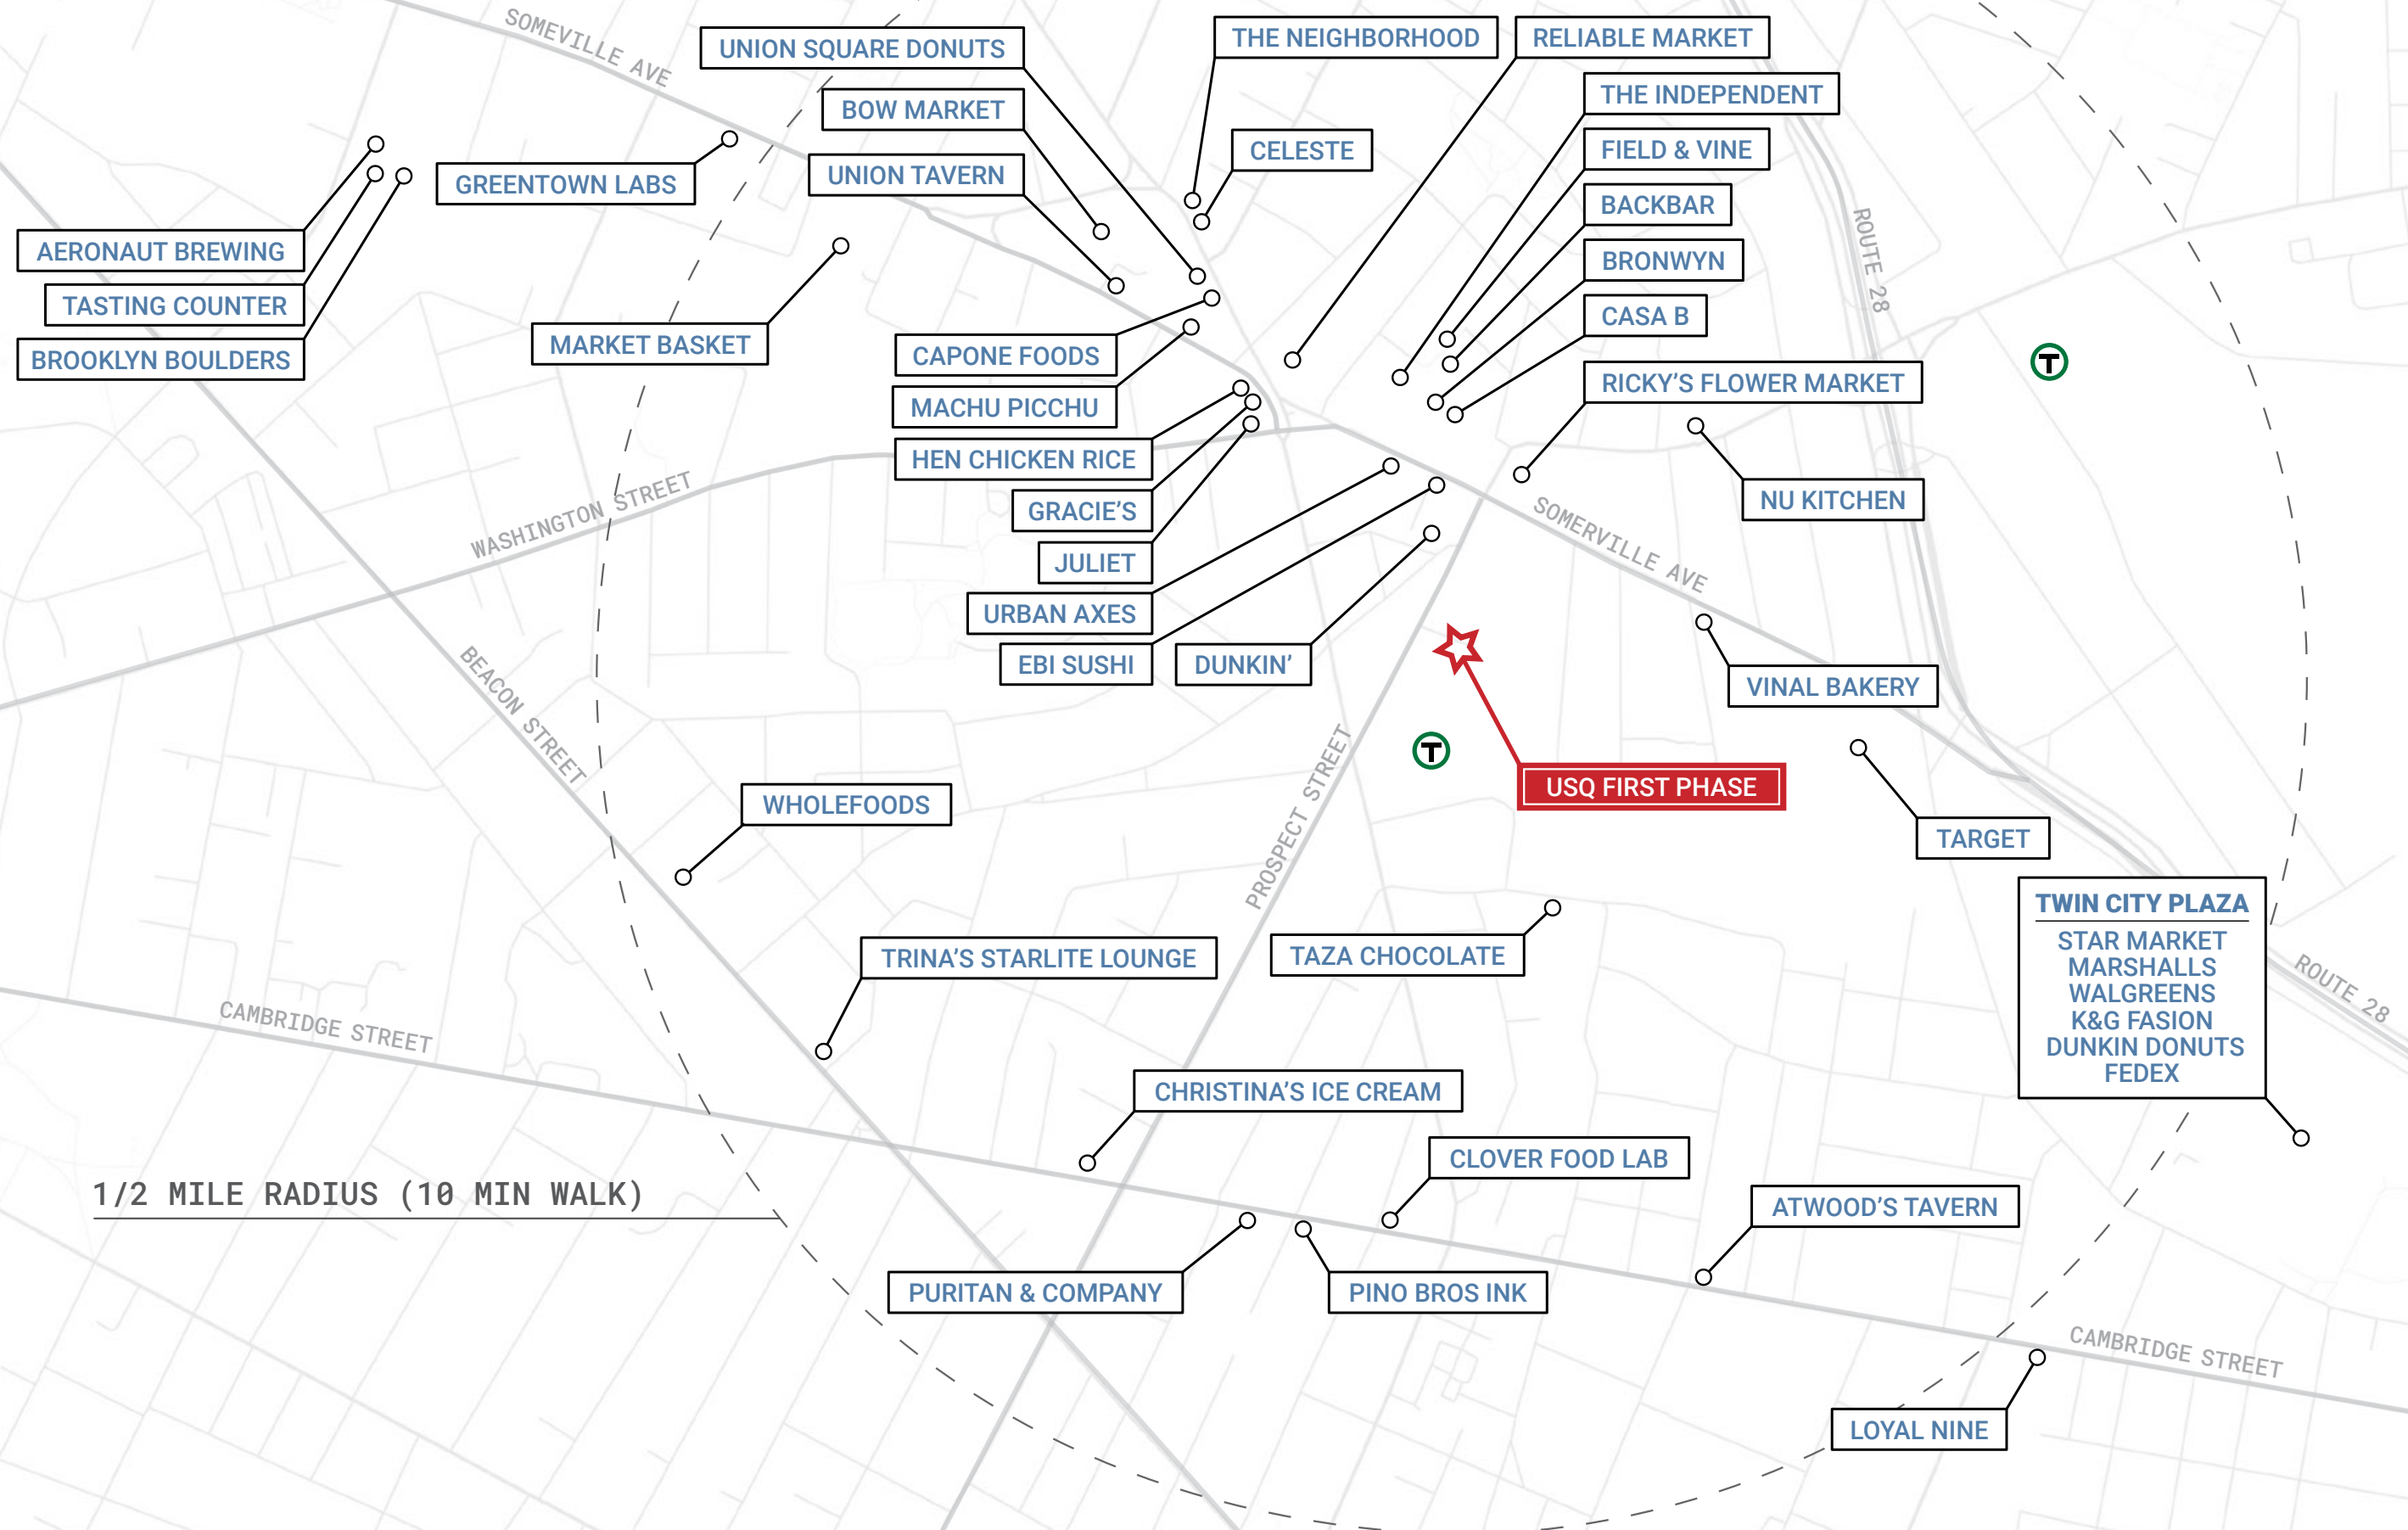 SOMEVILLE AVE
UNION SQUARE DONUTS
THE NEIGHBORHOOD
RELIABLE MARKET
BOW MARKET
THE INDEPENDENT
UNION TAVERN
CELESTE
FIELD & VINE
GREENTOWN LABS
BACKBAR
ROUTE 28
AERONAUT BREWING
BRONWYN
TASTING COUNTER
CASA B
BROOKLYN BOULDERS
MARKET BASKET
CAPONE FOODS
RICKY’S FLOWER MARKET
T
MACHU PICCHU
HEN CHICKEN RICE
WASHINGTON STREET
GRACIE’S
NU KITCHEN
SOMERVILLE AVE
JULIET
URBAN AXES
EBI SUSHI
DUNKIN’
VINAL BAKERY
BEACON STREET
T
USQ FIRST PHASE
WHOLEFOODS
PROSPECT STREET
TARGET
TWIN CITY PLAZA
STAR MARKET
MARSHALLS
WALGREENS
K&G FASION
DUNKIN DONUTS
FEDEX
ROUTE 28
TRINA’S STARLITE LOUNGE
TAZA CHOCOLATE
CAMBRIDGE STREET
CHRISTINA’S ICE CREAM
CLOVER FOOD LAB
1/2 MILE RADIUS (10 MIN WALK)
ATWOOD’S TAVERN
PURITAN & COMPANY
PINO BROS INK
CAMBRIDGE STREET
LOYAL NINE